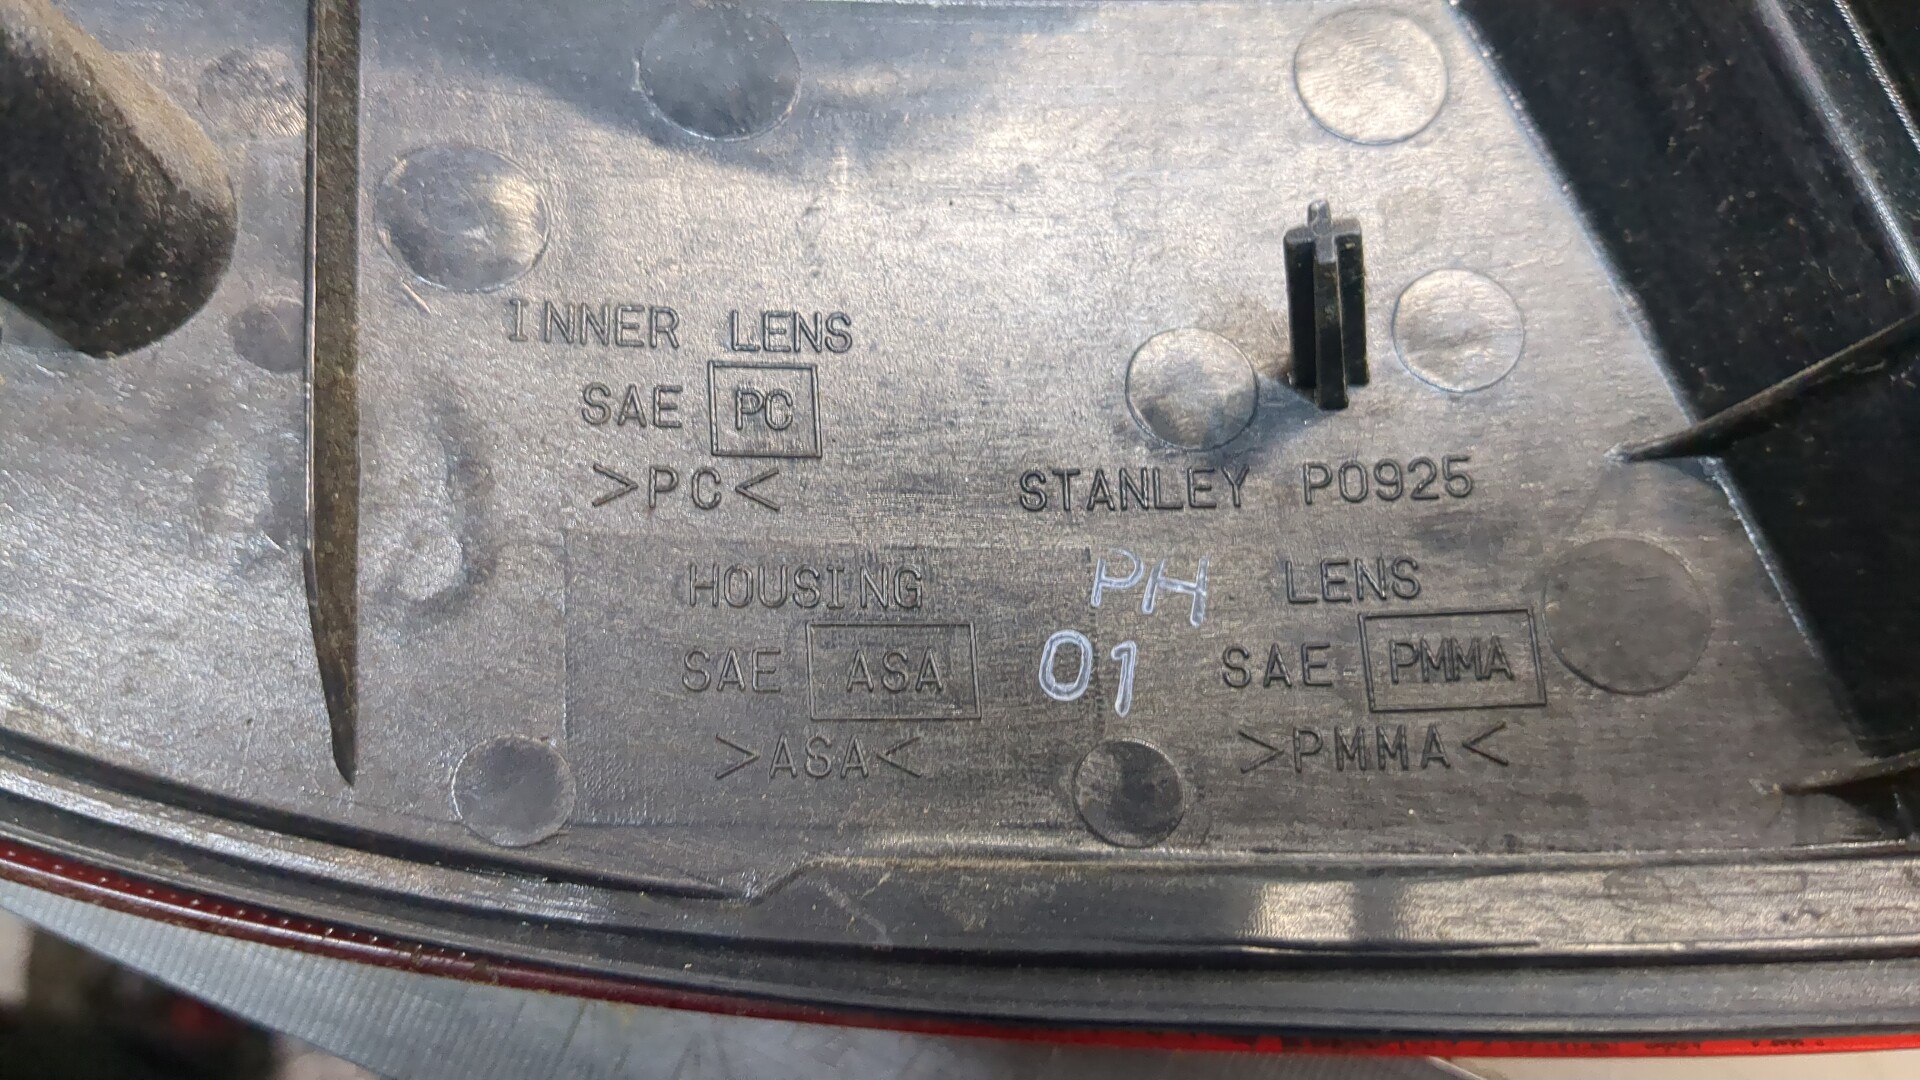 INNER LENS
SAE PC
>PC<
STANLEY P0925
HOUSING
SAE ASA
>ASA<
PH
01
LENS
SAE PMMA
>PMMA<